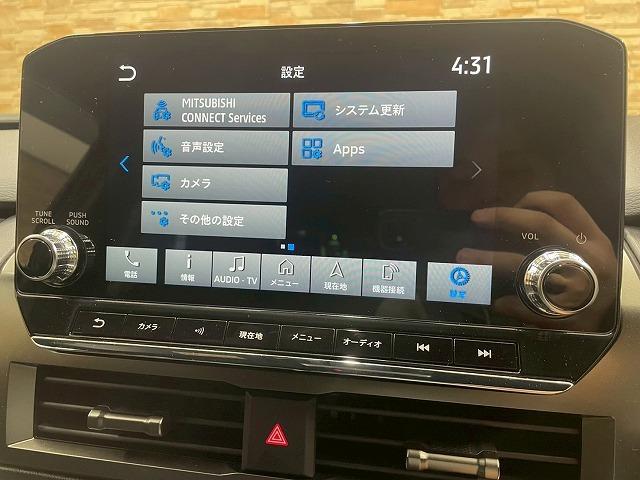 設定
4:31
MITSUBISHI
CONNECT Services
システム更新
音声設定
Apps
カメラ
その他の設定
TUNE
SCROLL
PUSH
SOUND
VOL
電話
情報
AUDIO・TV
メニュー
現在地
機器接続
設定
カメラ
現在地
メニュー
オーディオ